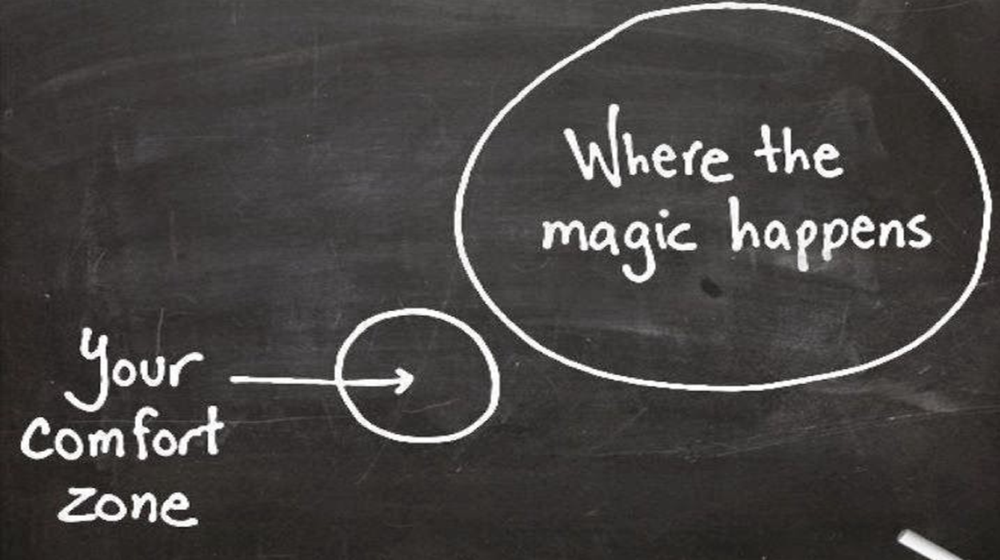 Where the
magic happens
Your
comfort
zone